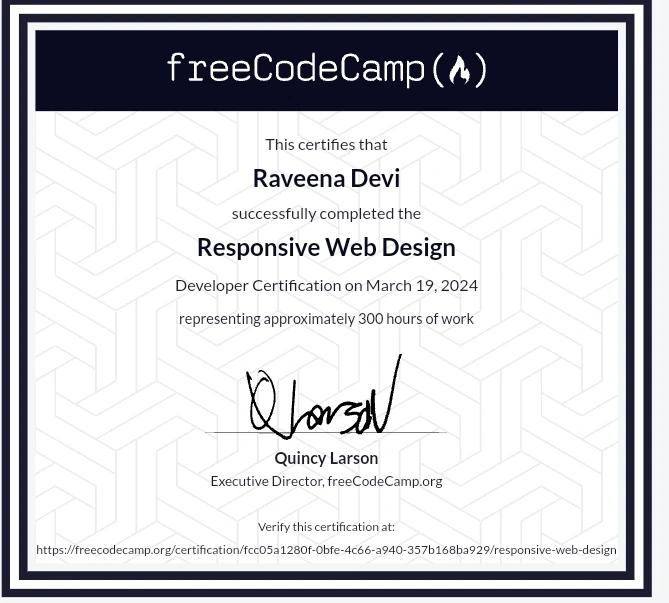 freeCodeCamp
This certifies that
Raveena Devi
successfully completed the
Responsive Web Design
Developer Certification on March 19, 2024
representing approximately 300 hours of work
QLarson
Quincy Larson
Executive Director, freeCodeCamp.org
Verify this certification at:
https://freecodecamp.org/certification/fcc05a1280f-0bfe-4c66-a940-357b168ba929/responsive-web-design